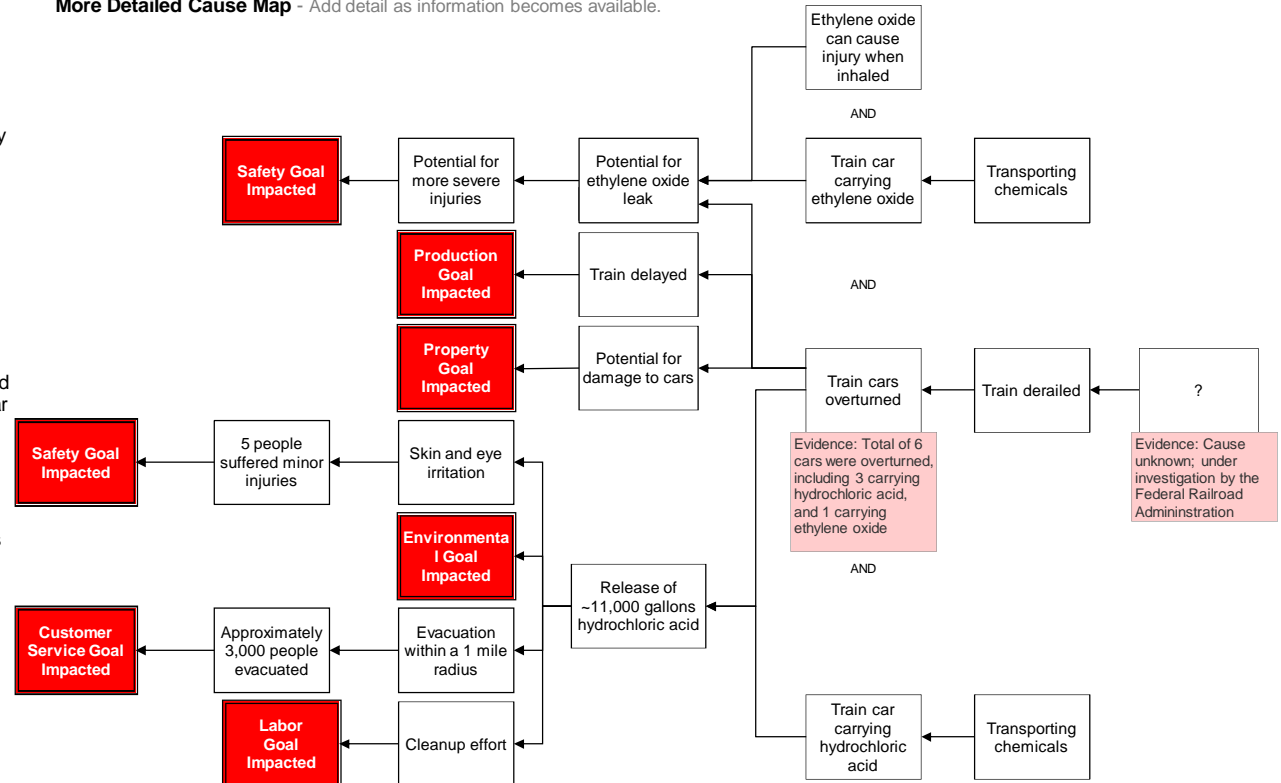 More Detailed Cause Map - Add detail as information becomes available.
Ethylene oxide
can cause
injury when
inhaled
AND
y
Safety Goal
Impacted
Potential for
more severe
injuries
Potential for
ethylene oxide
leak
Train car
carrying
ethylene oxide
Transporting
chemicals
Production
Goal
Impacted
Train delayed
AND
Property
Goal
Impacted
Potential for
damage to cars
Train cars
overturned
Train derailed
?
d
ar
Evidence: Total of 6
cars were overturned,
including 3 carrying
hydrochloric acid,
and 1 carrying
ethylene oxide
Evidence: Cause
unknown; under
investigation by the
Federal Railroad
Admininstration
Safety Goal
Impacted
5 people
suffered minor
injuries
Skin and eye
irritation
s
Environmenta
l Goal
Impacted
AND
Release of
~11,000 gallons
hydrochloric acid
Customer
Service Goal
Impacted
Approximately
3,000 people
evacuated
Evacuation
within a 1 mile
radius
Labor
Goal
Impacted
Cleanup effort
Train car
carrying
hydrochloric
acid
Transporting
chemicals